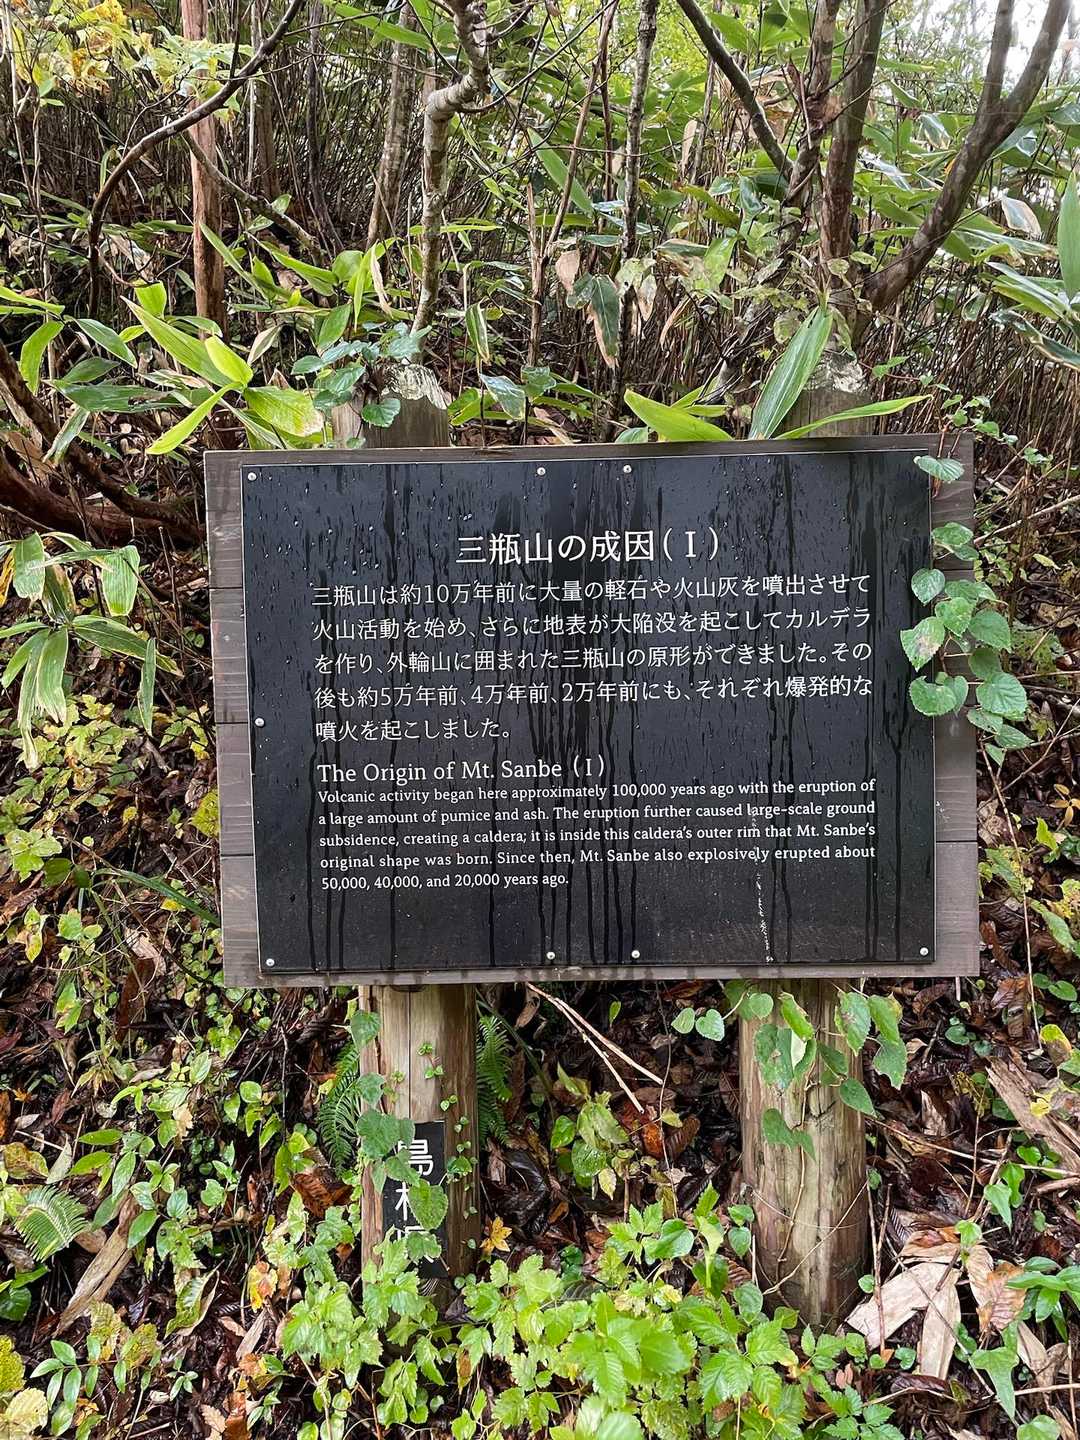 三瓶山の成因(Ⅰ)
三瓶山は約10万年前に大量の軽石や火山灰を噴出させて
火山活動を始め、さらに地表が大陥没を起こしてカルデラ
を作り、外輪山に囲まれた三瓶山の原形ができました。その
後も約5万年前、4万年前、2万年前にも、それぞれ爆発的な
噴火を起こしました。
The Origin of Mt. Sanbe (Ⅰ)
Volcanic activity began here approximately 100,000 years ago with the eruption of
a large amount of pumice and ash. The eruption further caused large-scale ground
subsidence, creating a caldera; it is inside this caldera's outer rim that Mt. Sanbe's
original shape was born. Since then, Mt. Sanbe also explosively erupted about
50,000, 40,000, and 20,000 years ago.